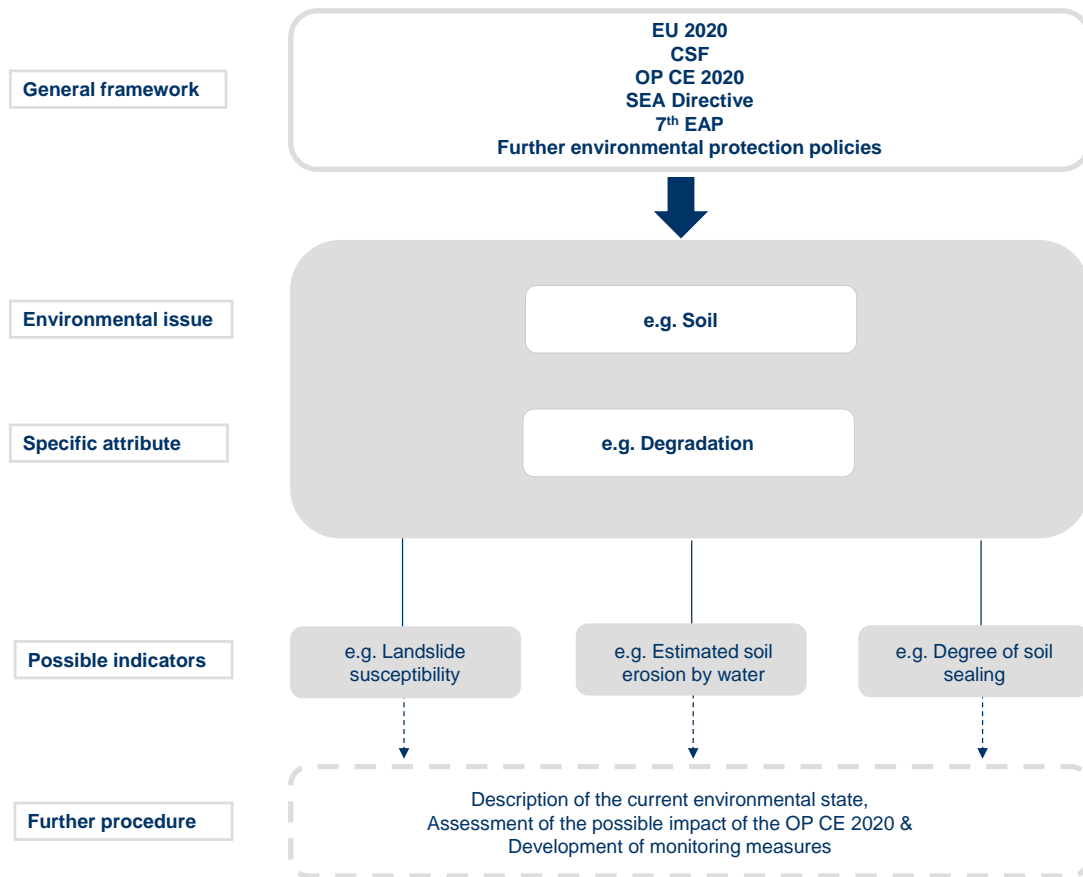 EU 2020
CSF
General framework
OP CE 2020
SEA Directive
7th EAP
Further environmental protection policies
Environmental issue
e.g. Soil
Specific attribute
e.g. Degradation
Possible indicators
e.g. Landslide
susceptibility
e.g. Estimated soil
erosion by water
e.g. Degree of soil
sealing
Further procedure
Description of the current environmental state,
Assessment of the possible impact of the OP CE 2020 &
Development of monitoring measures